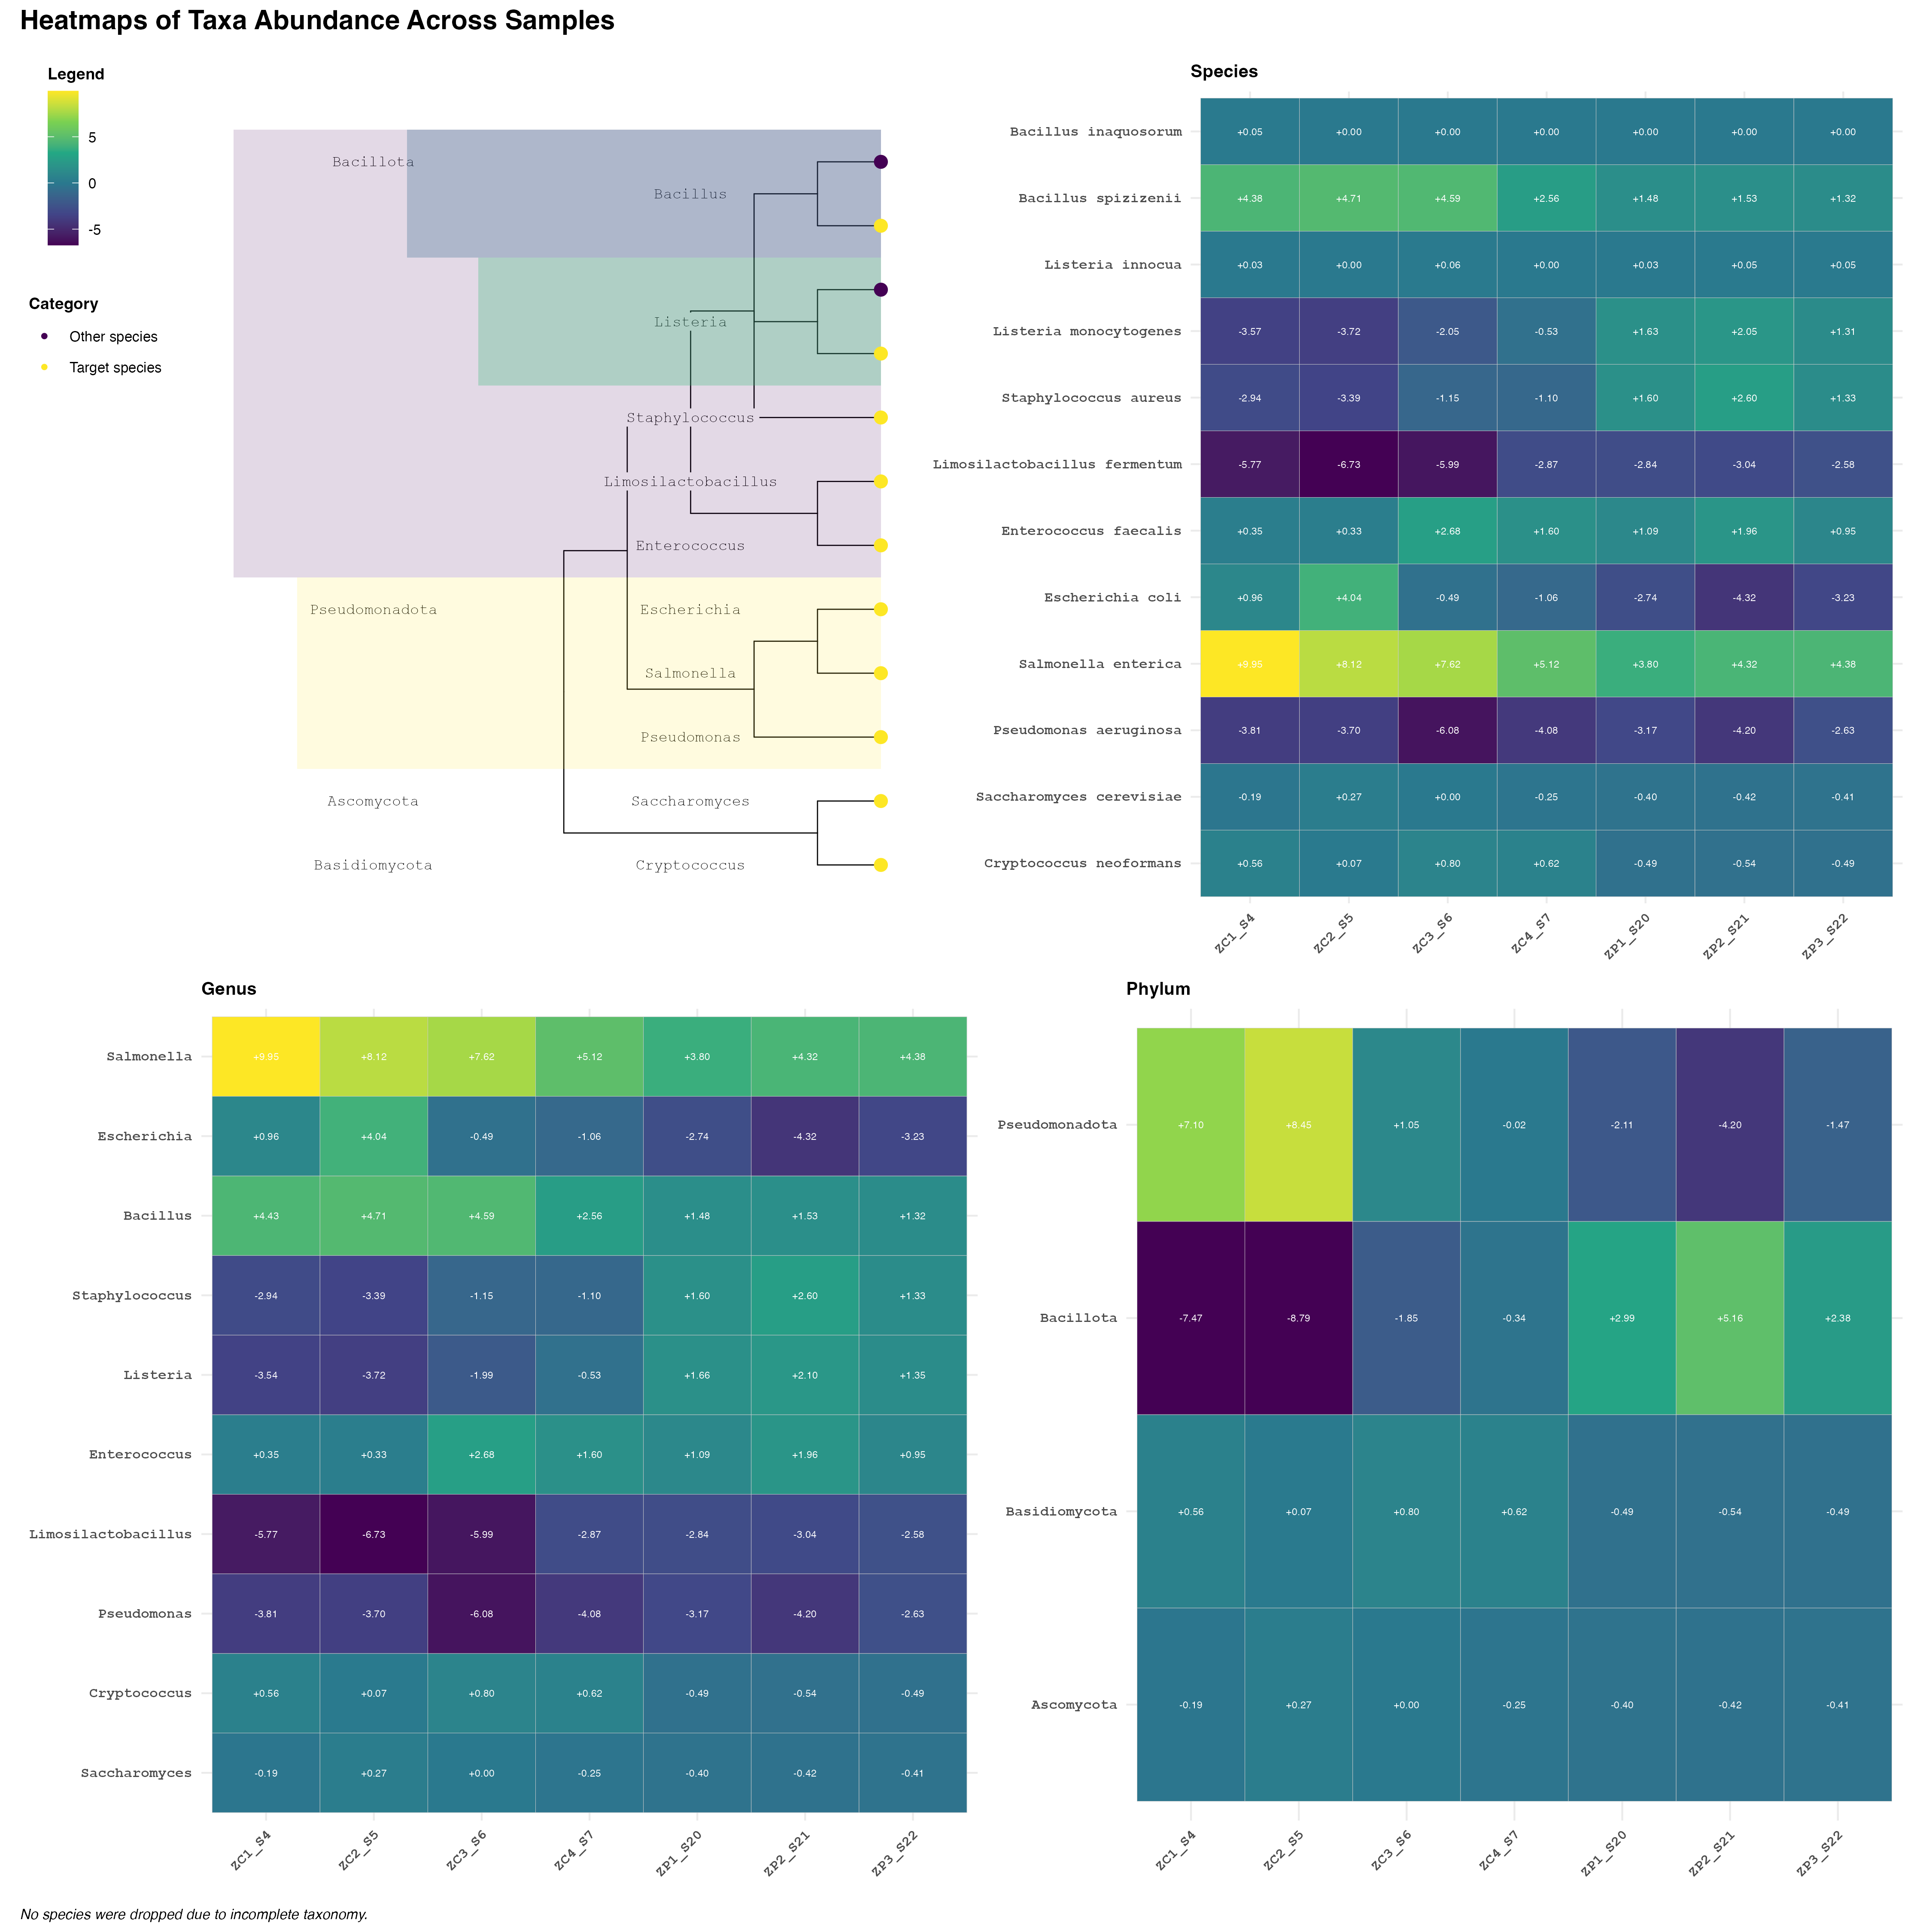 Heatmaps of Taxa Abundance Across Samples
Legend
5
0
-5
Category
Other species
Target species
Bacillota
Bacillus
Listeria
Staphylococcus
Limosilactobacillus
Enterococcus
Pseudomonadota
Escherichia
Salmonella
Pseudomonas
Ascomycota
Saccharomyces
Basidiomycota
Cryptococcus
Species
Bacillus inaquosorum +0.05 +0.00 +0.00 +0.00 +0.00 +0.00 +0.00
Bacillus spizizenii +4.38 +4.71 +4.59 +2.56 +1.48 +1.53 +1.32
Listeria innocua +0.03 +0.00 +0.06 +0.00 +0.03 +0.05 +0.05
Listeria monocytogenes -3.57 -3.72 -2.05 -0.53 +1.63 +2.05 +1.31
Staphylococcus aureus -2.94 -3.39 -1.15 -1.10 +1.60 +2.60 +1.33
Limosilactobacillus fermentum -5.77 -6.73 -5.99 -2.87 -2.84 -3.04 -2.58
Enterococcus faecalis +0.35 +0.33 +2.68 +1.60 +1.09 +1.96 +0.95
Escherichia coli +0.96 +4.04 -0.49 -1.06 -2.74 -4.32 -3.23
Salmonella enterica +9.95 +8.12 +7.62 +5.12 +3.80 +4.32 +4.38
Pseudomonas aeruginosa -3.81 -3.70 -6.08 -4.08 -3.17 -4.20 -2.63
Saccharomyces cerevisiae -0.19 +0.27 +0.00 -0.25 -0.40 -0.42 -0.41
Cryptococcus neoformans +0.56 +0.07 +0.80 +0.62 -0.49 -0.54 -0.49
ZC1_S4 ZC2_S5 ZC3_S6 ZC4_S7 ZP1_S20 ZP2_S21 ZP3_S22
Genus
Salmonella +9.95 +8.12 +7.62 +5.12 +3.80 +4.32 +4.38
Escherichia +0.96 +4.04 -0.49 -1.06 -2.74 -4.32 -3.23
Bacillus +4.43 +4.71 +4.59 +2.56 +1.48 +1.53 +1.32
Staphylococcus -2.94 -3.39 -1.15 -1.10 +1.60 +2.60 +1.33
Listeria -3.54 -3.72 -1.99 -0.53 +1.66 +2.10 +1.35
Enterococcus +0.35 +0.33 +2.68 +1.60 +1.09 +1.96 +0.95
Limosilactobacillus -5.77 -6.73 -5.99 -2.87 -2.84 -3.04 -2.58
Pseudomonas -3.81 -3.70 -6.08 -4.08 -3.17 -4.20 -2.63
Cryptococcus +0.56 +0.07 +0.80 +0.62 -0.49 -0.54 -0.49
Saccharomyces -0.19 +0.27 +0.00 -0.25 -0.40 -0.42 -0.41
ZC1_S4 ZC2_S5 ZC3_S6 ZC4_S7 ZP1_S20 ZP2_S21 ZP3_S22
Phylum
Pseudomonadota +7.10 +8.45 +1.05 -0.02 -2.11 -4.20 -1.47
Bacillota -7.47 -8.79 -1.85 -0.34 +2.99 +5.16 +2.38
Basidiomycota +0.56 +0.07 +0.80 +0.62 -0.49 -0.54 -0.49
Ascomycota -0.19 +0.27 +0.00 -0.25 -0.40 -0.42 -0.41
ZC1_S4 ZC2_S5 ZC3_S6 ZC4_S7 ZP1_S20 ZP2_S21 ZP3_S22
No species were dropped due to incomplete taxonomy.